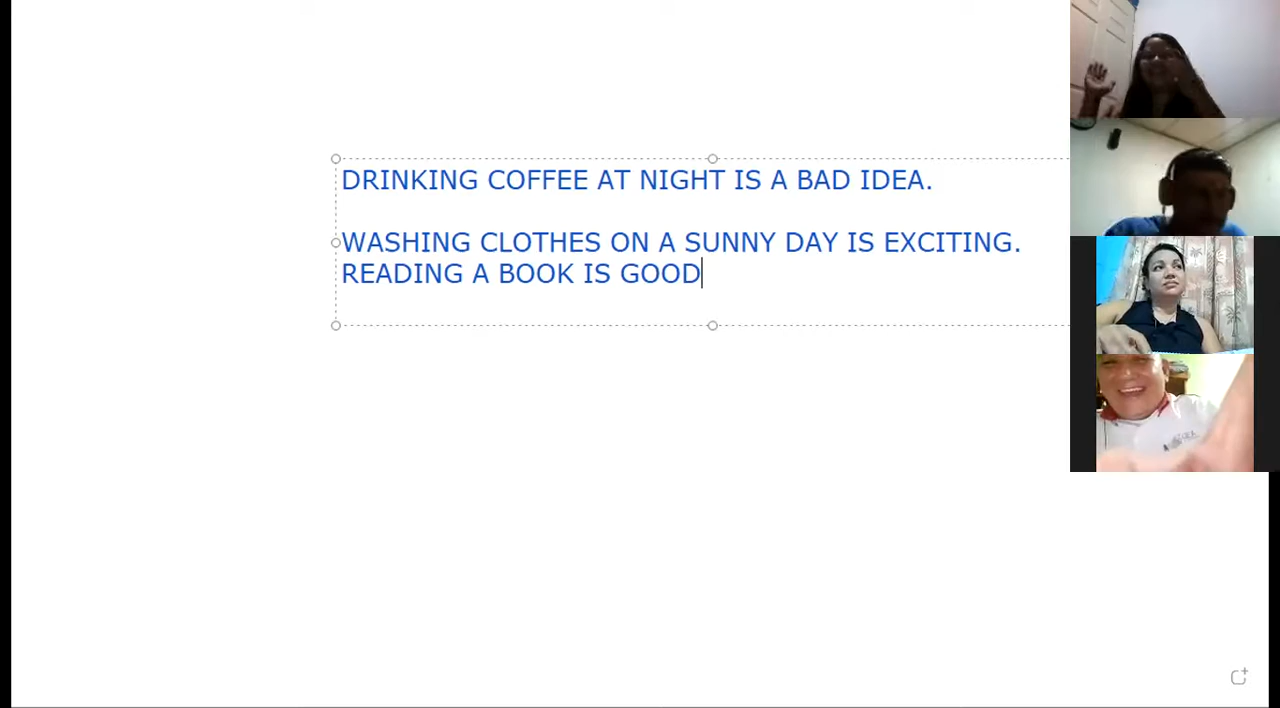 DRINKING COFFEE AT NIGHT IS A BAD IDEA.
WASHING CLOTHES ON A SUNNY DAY IS EXCITING.
READING A BOOK IS GOOD